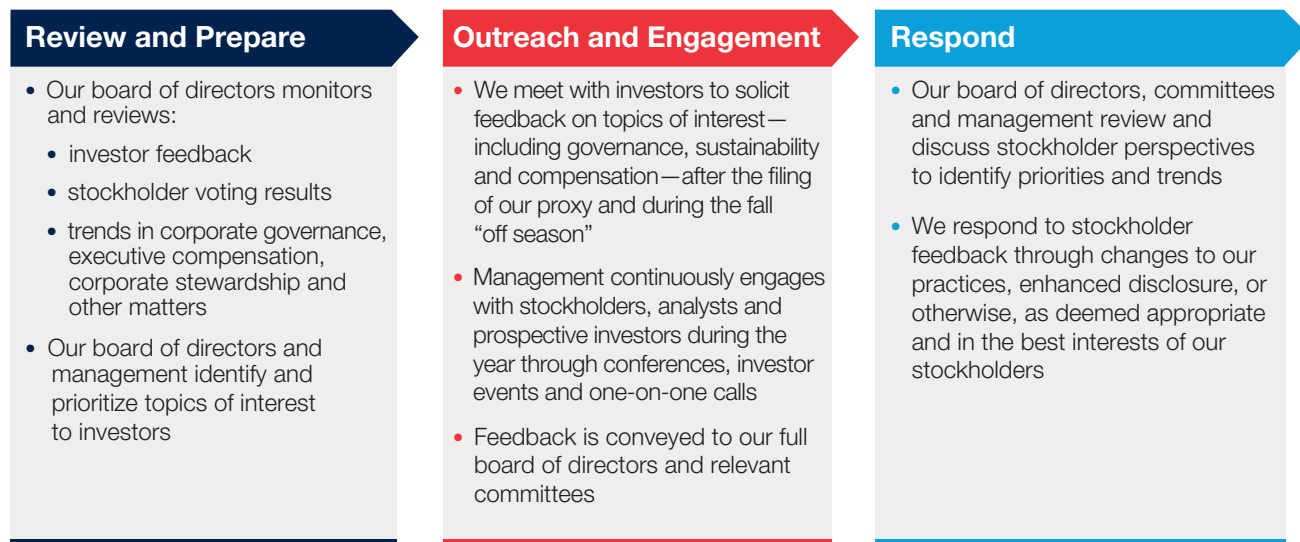 Review and Prepare
• Our board of directors monitors
and reviews:
• investor feedback
• stockholder voting results
• trends in corporate governance,
executive compensation,
corporate stewardship and
other matters
• Our board of directors and
management identify and
prioritize topics of interest
to investors
Outreach and Engagement
• We meet with investors to solicit
feedback on topics of interest—
including governance, sustainability
and compensation—after the filing
of our proxy and during the fall
“off season”
• Management continuously engages
with stockholders, analysts and
prospective investors during the
year through conferences, investor
events and one-on-one calls
• Feedback is conveyed to our full
board of directors and relevant
committees
Respond
• Our board of directors, committees
and management review and
discuss stockholder perspectives
to identify priorities and trends
• We respond to stockholder
feedback through changes to our
practices, enhanced disclosure, or
otherwise, as deemed appropriate
and in the best interests of our
stockholders